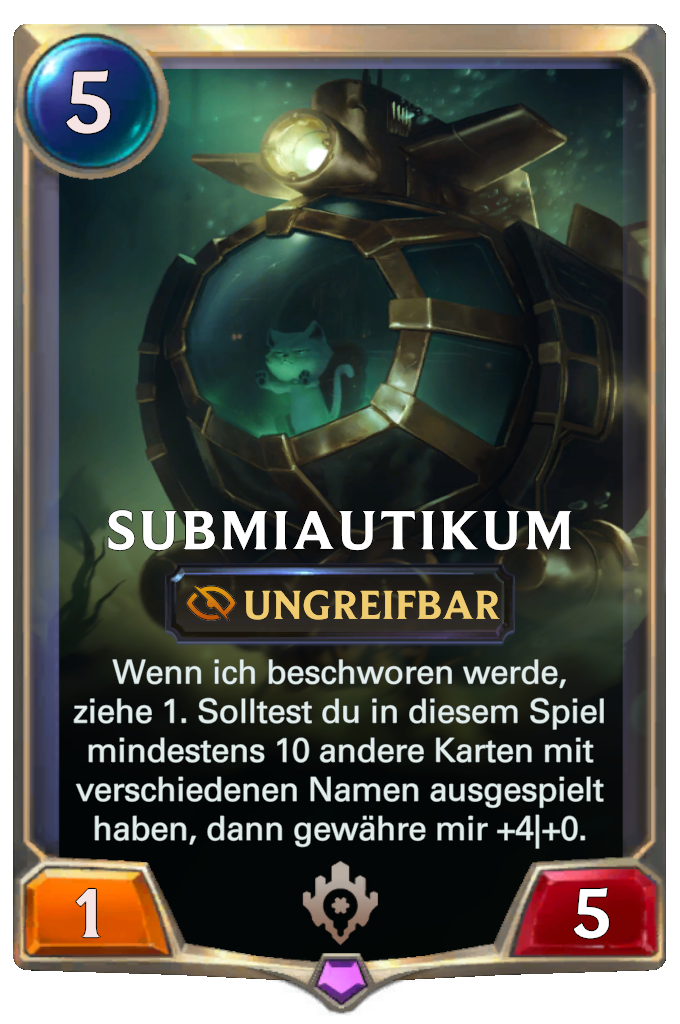 5
SUBMIAUTIKUM
UNGREIFBAR
Wenn ich beschworen werde,
ziehe 1. Solltest du in diesem Spiel
mindestens 10 andere Karten mit
verschiedenen Namen ausgespielt
haben, dann gewähre mir +4|+0.
1
5